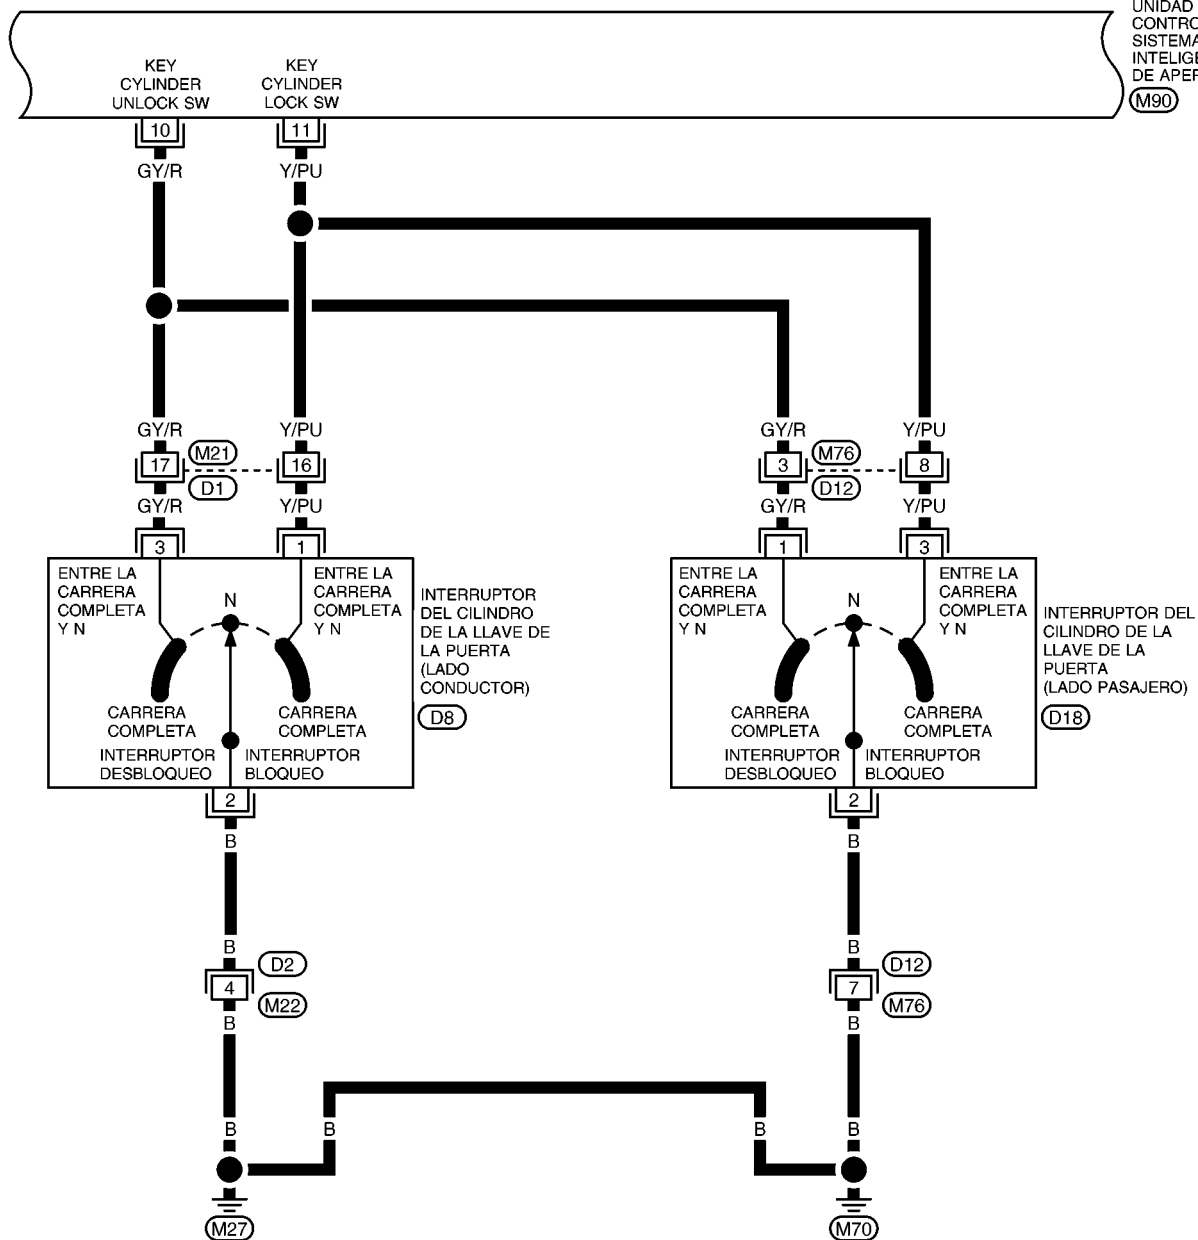 UNIDAD
CONTRO
SISTEMA
INTELIGE
DE APER
M90
KEY
CYLINDER
UNLOCK SW
KEY
CYLINDER
LOCK SW
10
11
GY/R
Y/PU
GY/R
Y/PU
GY/R
Y/PU
17
M21
16
3
M76
8
D1
D12
GY/R
Y/PU
GY/R
Y/PU
3
1
1
3
ENTRE LA
CARRERA
COMPLETA
Y N
N
ENTRE LA
CARRERA
COMPLETA
Y N
CARRERA
COMPLETA
CARRERA
COMPLETA
INTERRUPTOR
DESBLOQUEO
INTERRUPTOR
BLOQUEO
INTERRUPTOR
DEL CILINDRO
DE LA LLAVE DE
LA PUERTA
(LADO
CONDUCTOR)
D8
ENTRE LA
CARRERA
COMPLETA
Y N
N
ENTRE LA
CARRERA
COMPLETA
Y N
CARRERA
COMPLETA
CARRERA
COMPLETA
INTERRUPTOR
DESBLOQUEO
INTERRUPTOR
BLOQUEO
INTERRUPTOR DEL
CILINDRO DE LA
LLAVE DE LA
PUERTA
(LADO PASAJERO)
D18
2
2
B
B
B
D2
B
D12
4
7
M22
M76
B
B
B
B
B
B
M27
M70